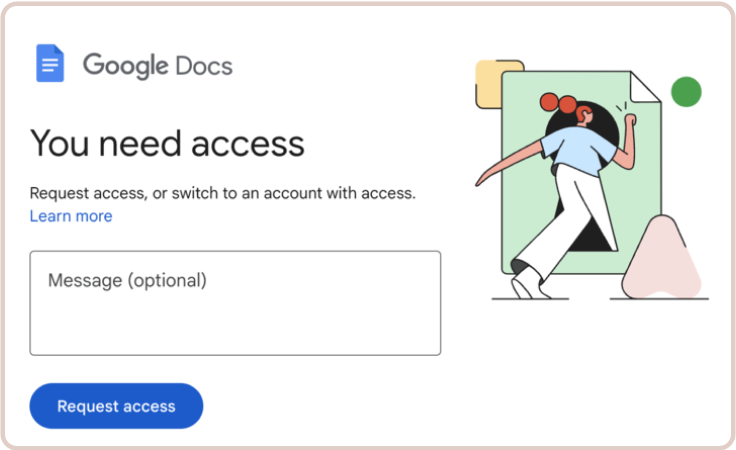 Google Docs
You need access
Request access, or switch to an account with access.
Learn more
Message (optional)
Request access